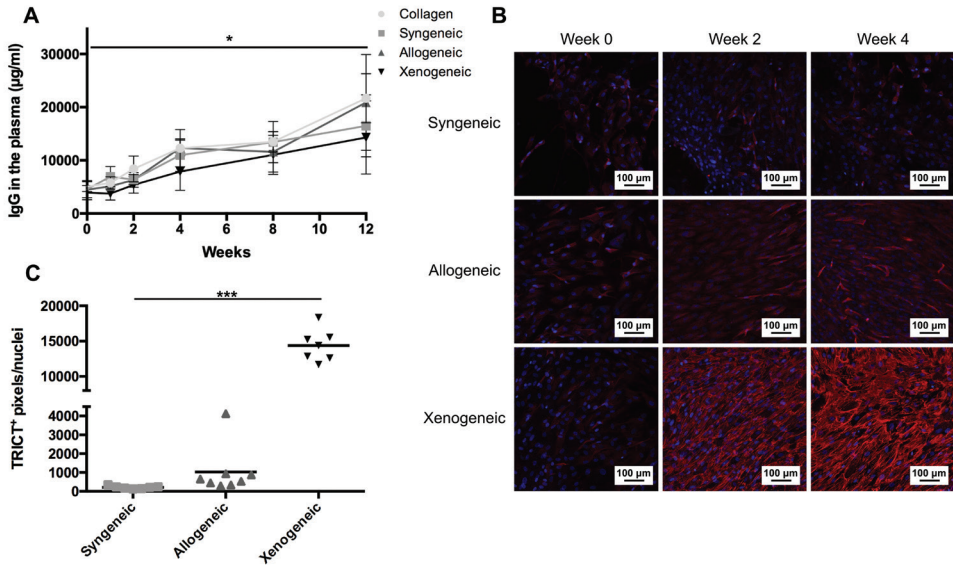 A
Collagen
Syngeneic
Allogeneic
Xenogeneic
*
IgG in the plasma (µg/ml)
30000
20000
10000
0
0 2 4 6 8 10 12
Weeks
B
Week 0 Week 2 Week 4
Syngeneic
100 µm 100 µm 100 µm
Allogeneic
100 µm 100 µm 100 µm
Xenogeneic
100 µm 100 µm 100 µm
C
***
TRICT+ pixels/nuclei
20000
15000
10000
4000
3000
2000
1000
0
Syngeneic
Allogeneic
Xenogeneic